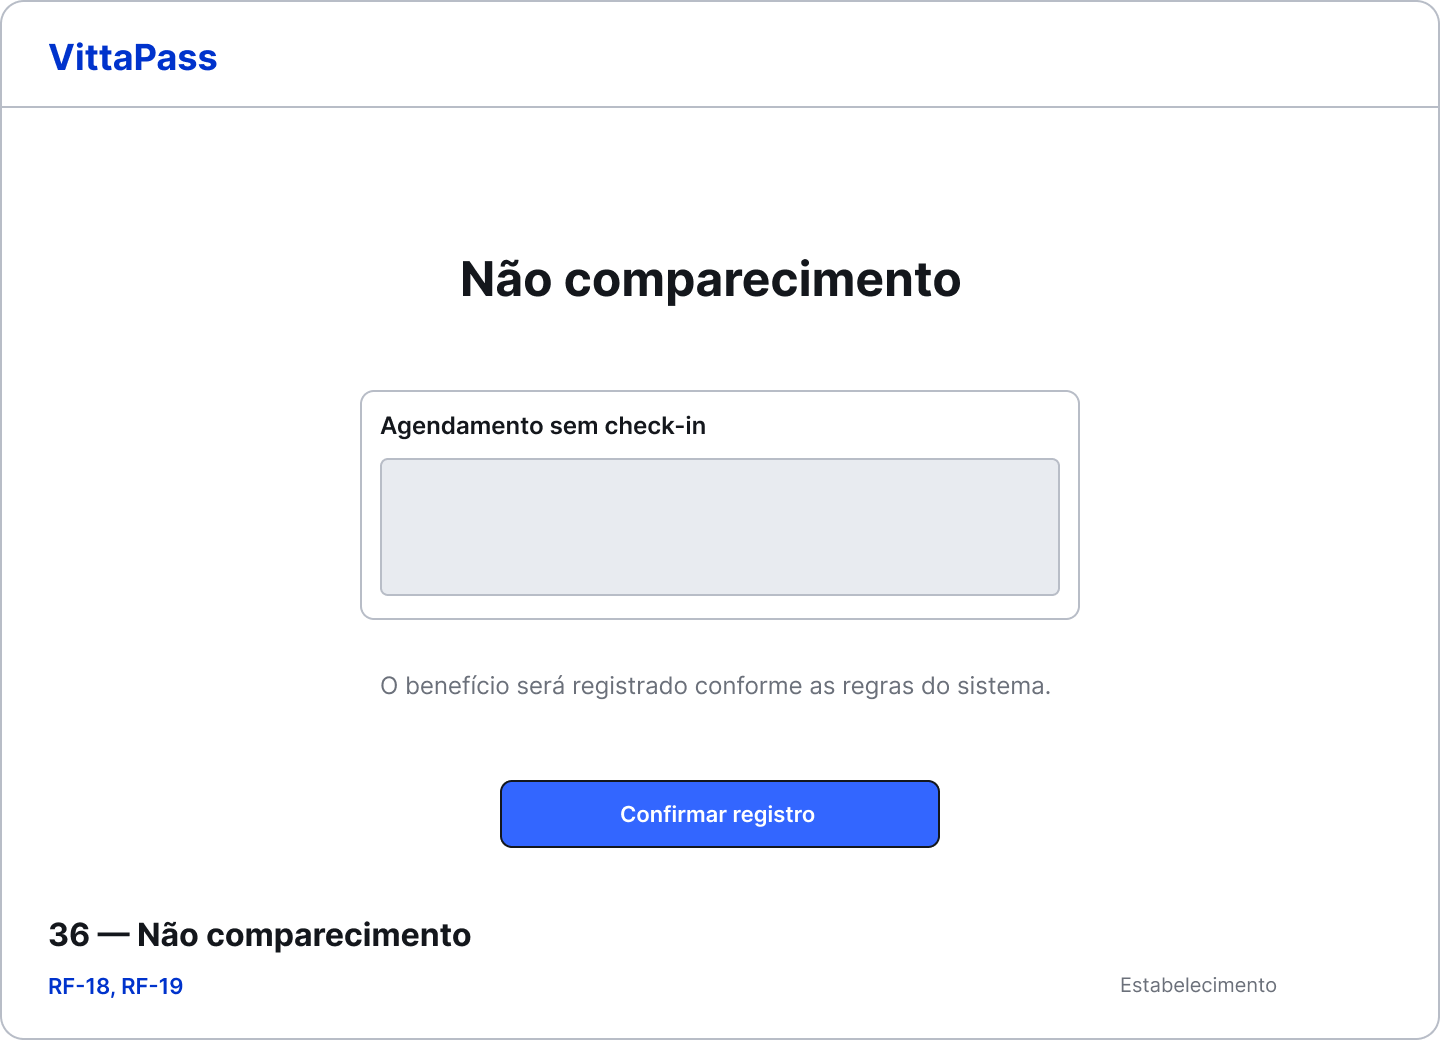 VittaPass
Não comparecimento
Agendamento sem check-in
O benefício será registrado conforme as regras do sistema.
Confirmar registro
36 — Não comparecimento
RF-18, RF-19
Estabelecimento